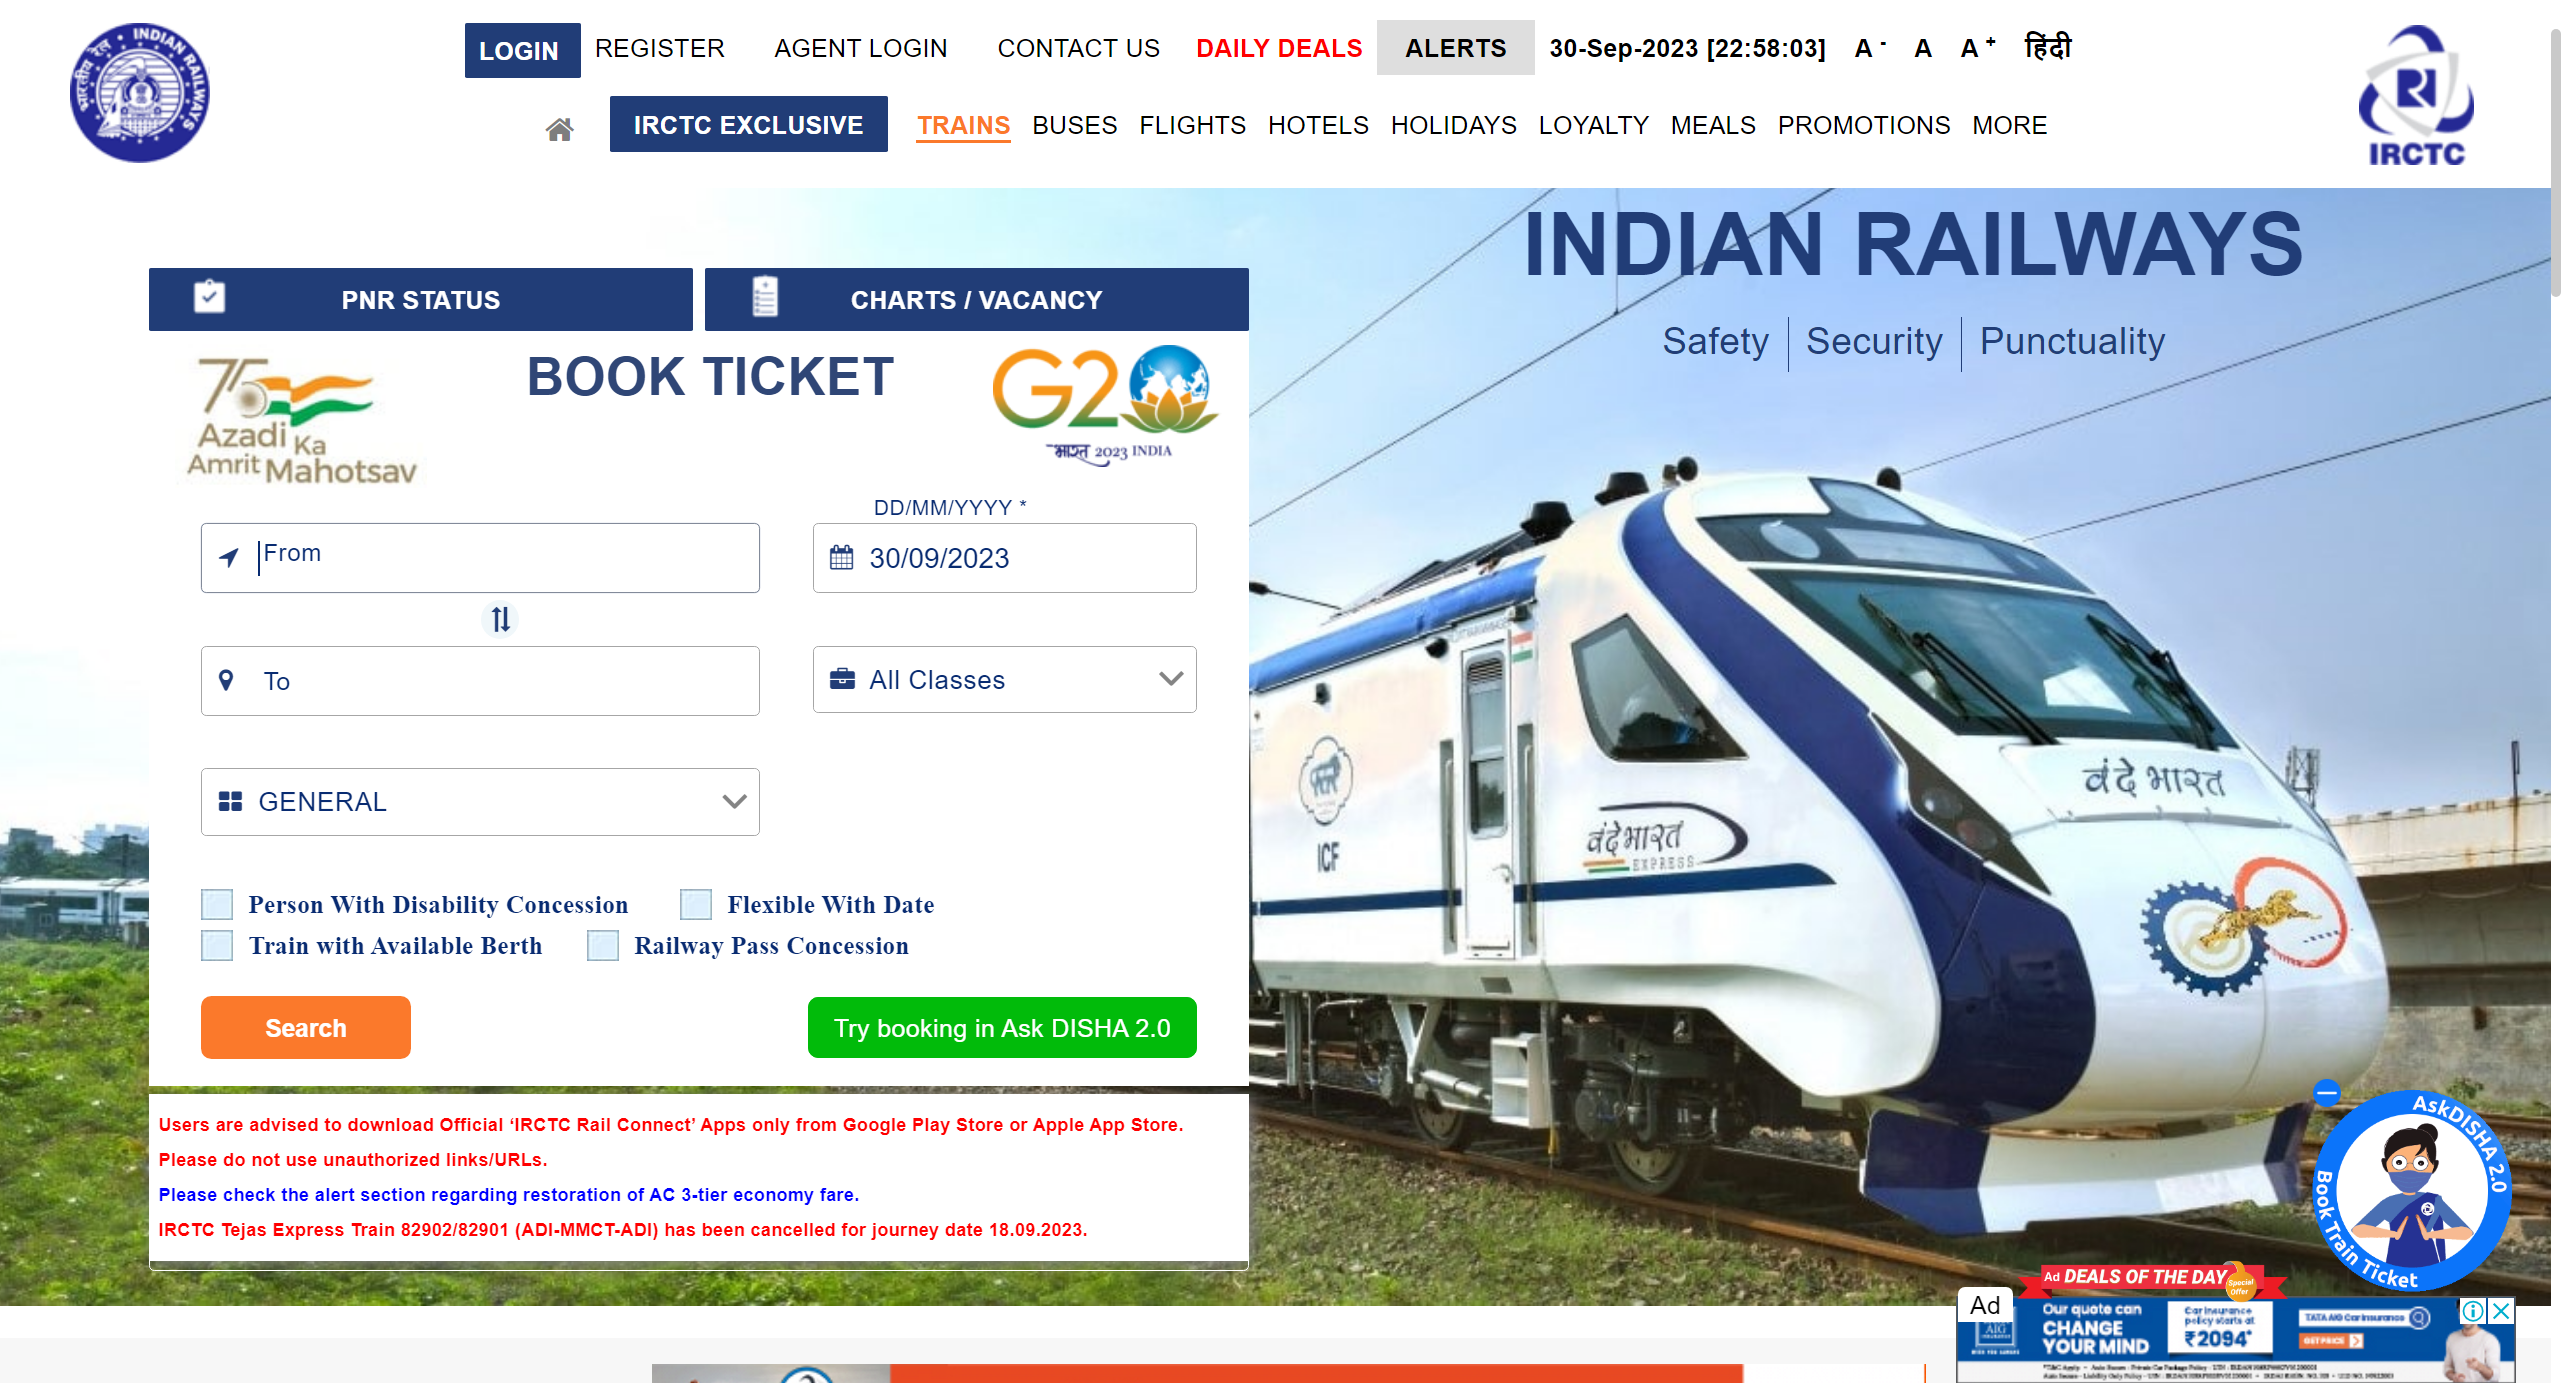 भारतीय रेल • INDIAN RAILWAYS
LOGIN REGISTER AGENT LOGIN CONTACT US DAILY DEALS ALERTS 30-Sep-2023 [22:58:03] A - A A + हिंदी
IRCTC EXCLUSIVE TRAINS BUSES FLIGHTS HOTELS HOLIDAYS LOYALTY MEALS PROMOTIONS MORE
IRCTC
INDIAN RAILWAYS
Safety | Security | Punctuality
PNR STATUS
CHARTS / VACANCY
75
Azadi Ka
Amrit Mahotsav
BOOK TICKET
G20
भारत 2023 INDIA
DD/MM/YYYY *
From
30/09/2023
To
All Classes
GENERAL
Person With Disability Concession
Flexible With Date
Train with Available Berth
Railway Pass Concession
Search
Try booking in Ask DISHA 2.0
Users are advised to download Official ‘IRCTC Rail Connect’ Apps only from Google Play Store or Apple App Store.
Please do not use unauthorized links/URLs.
Please check the alert section regarding restoration of AC 3-tier economy fare.
IRCTC Tejas Express Train 82902/82901 (ADI-MMCT-ADI) has been cancelled for journey date 18.09.2023.
वंदे भारत
वंदे भारत
EXPRESS
ICF
AskDISHA 2.0
Book Train Ticket
Ad DEALS OF THE DAY
Special
Offer
Ad
AIG
Our quote can
CHANGE
YOUR MIND
Car insurance
policy starts at
₹2094*
TATA AIG Car Insurance
GET PRICE